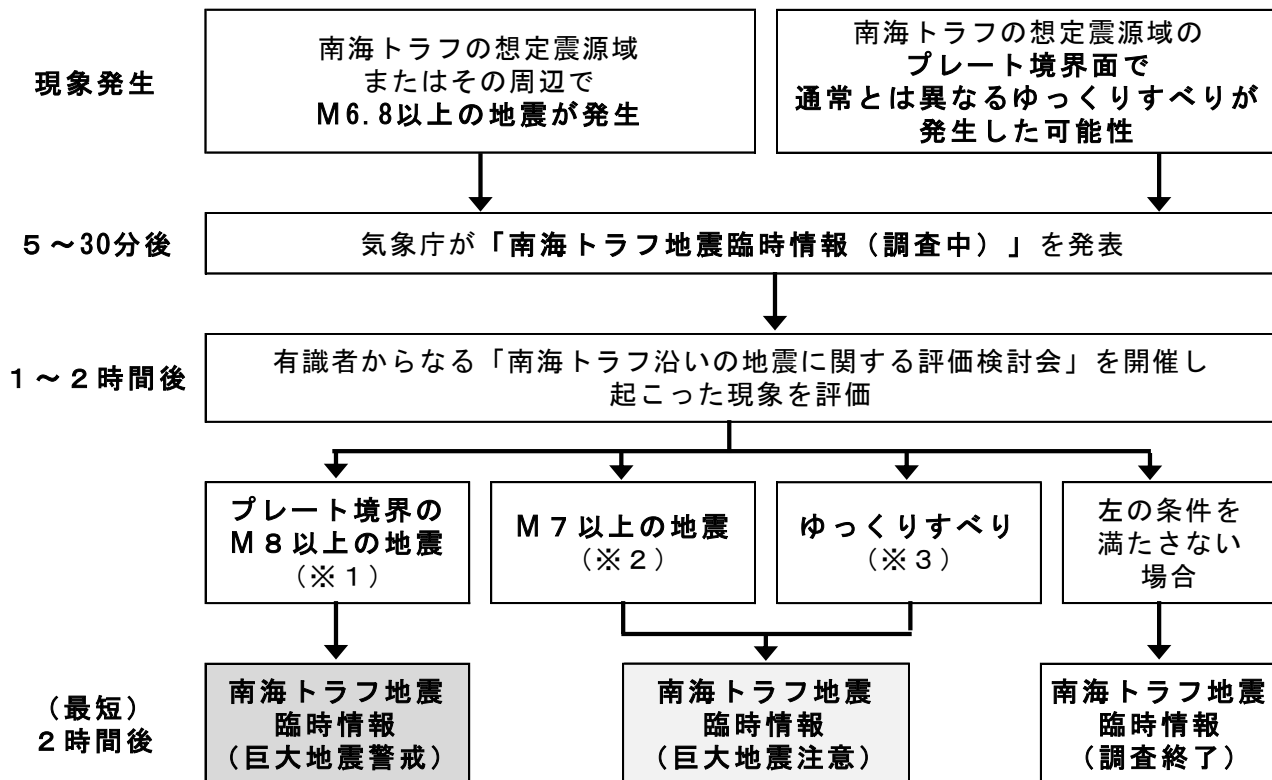 現象発生
南海トラフの想定震源域
またはその周辺で
M6.8以上の地震が発生
南海トラフの想定震源域の
プレート境界面で
通常とは異なるゆっくりすべりが
発生した可能性
５～30分後
気象庁が「南海トラフ地震臨時情報（調査中）」を発表
１～２時間後
有識者からなる「南海トラフ沿いの地震に関する評価検討会」を開催し
起こった現象を評価
プレート境界の
Ｍ８以上の地震
（※１）
Ｍ７以上の地震
（※２）
ゆっくりすべり
（※３）
左の条件を
満たさない
場合
（最短）
２時間後
南海トラフ地震
臨時情報
（巨大地震警戒）
南海トラフ地震
臨時情報
（巨大地震注意）
南海トラフ地震
臨時情報
（調査終了）